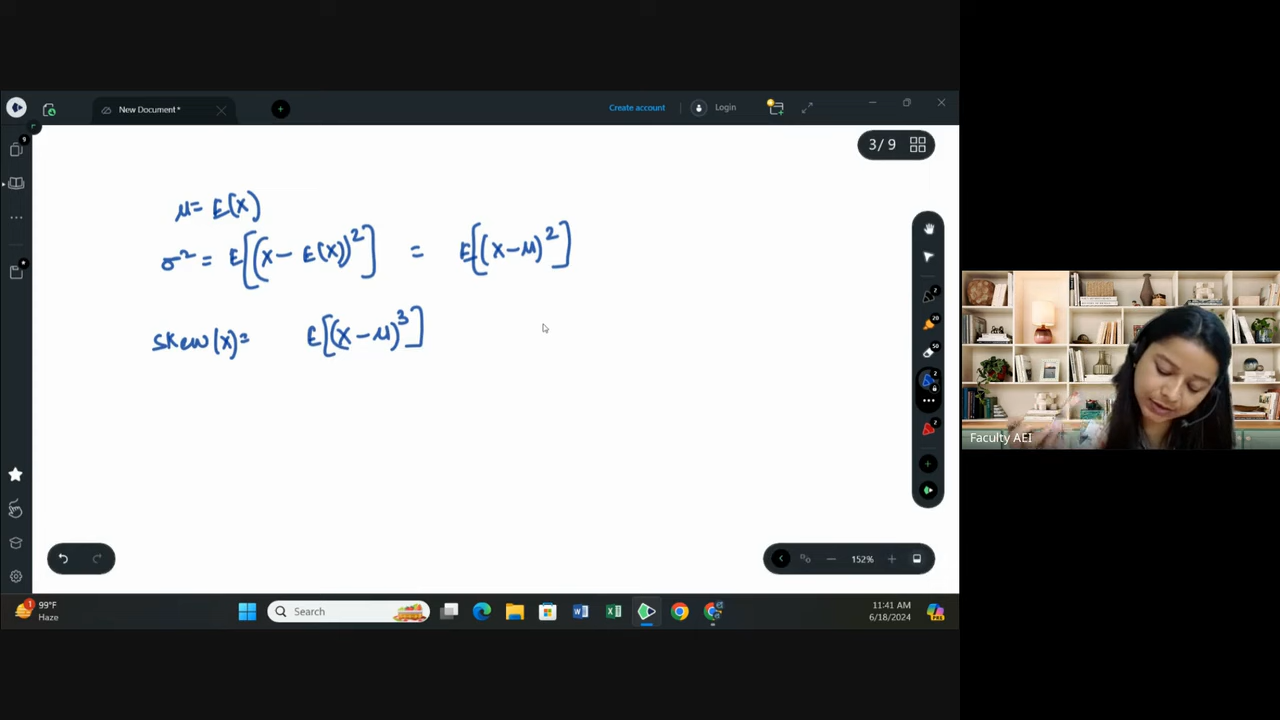 New Document*
Create account
Login
3/9
μ = E(X)
σ² = E[(X − E(X))²] = E[(X−μ)²]
skew(X) = E[(X−μ)³]
Faculty AEI
152%
99°F
Haze
Search
11:41 AM
6/18/2024